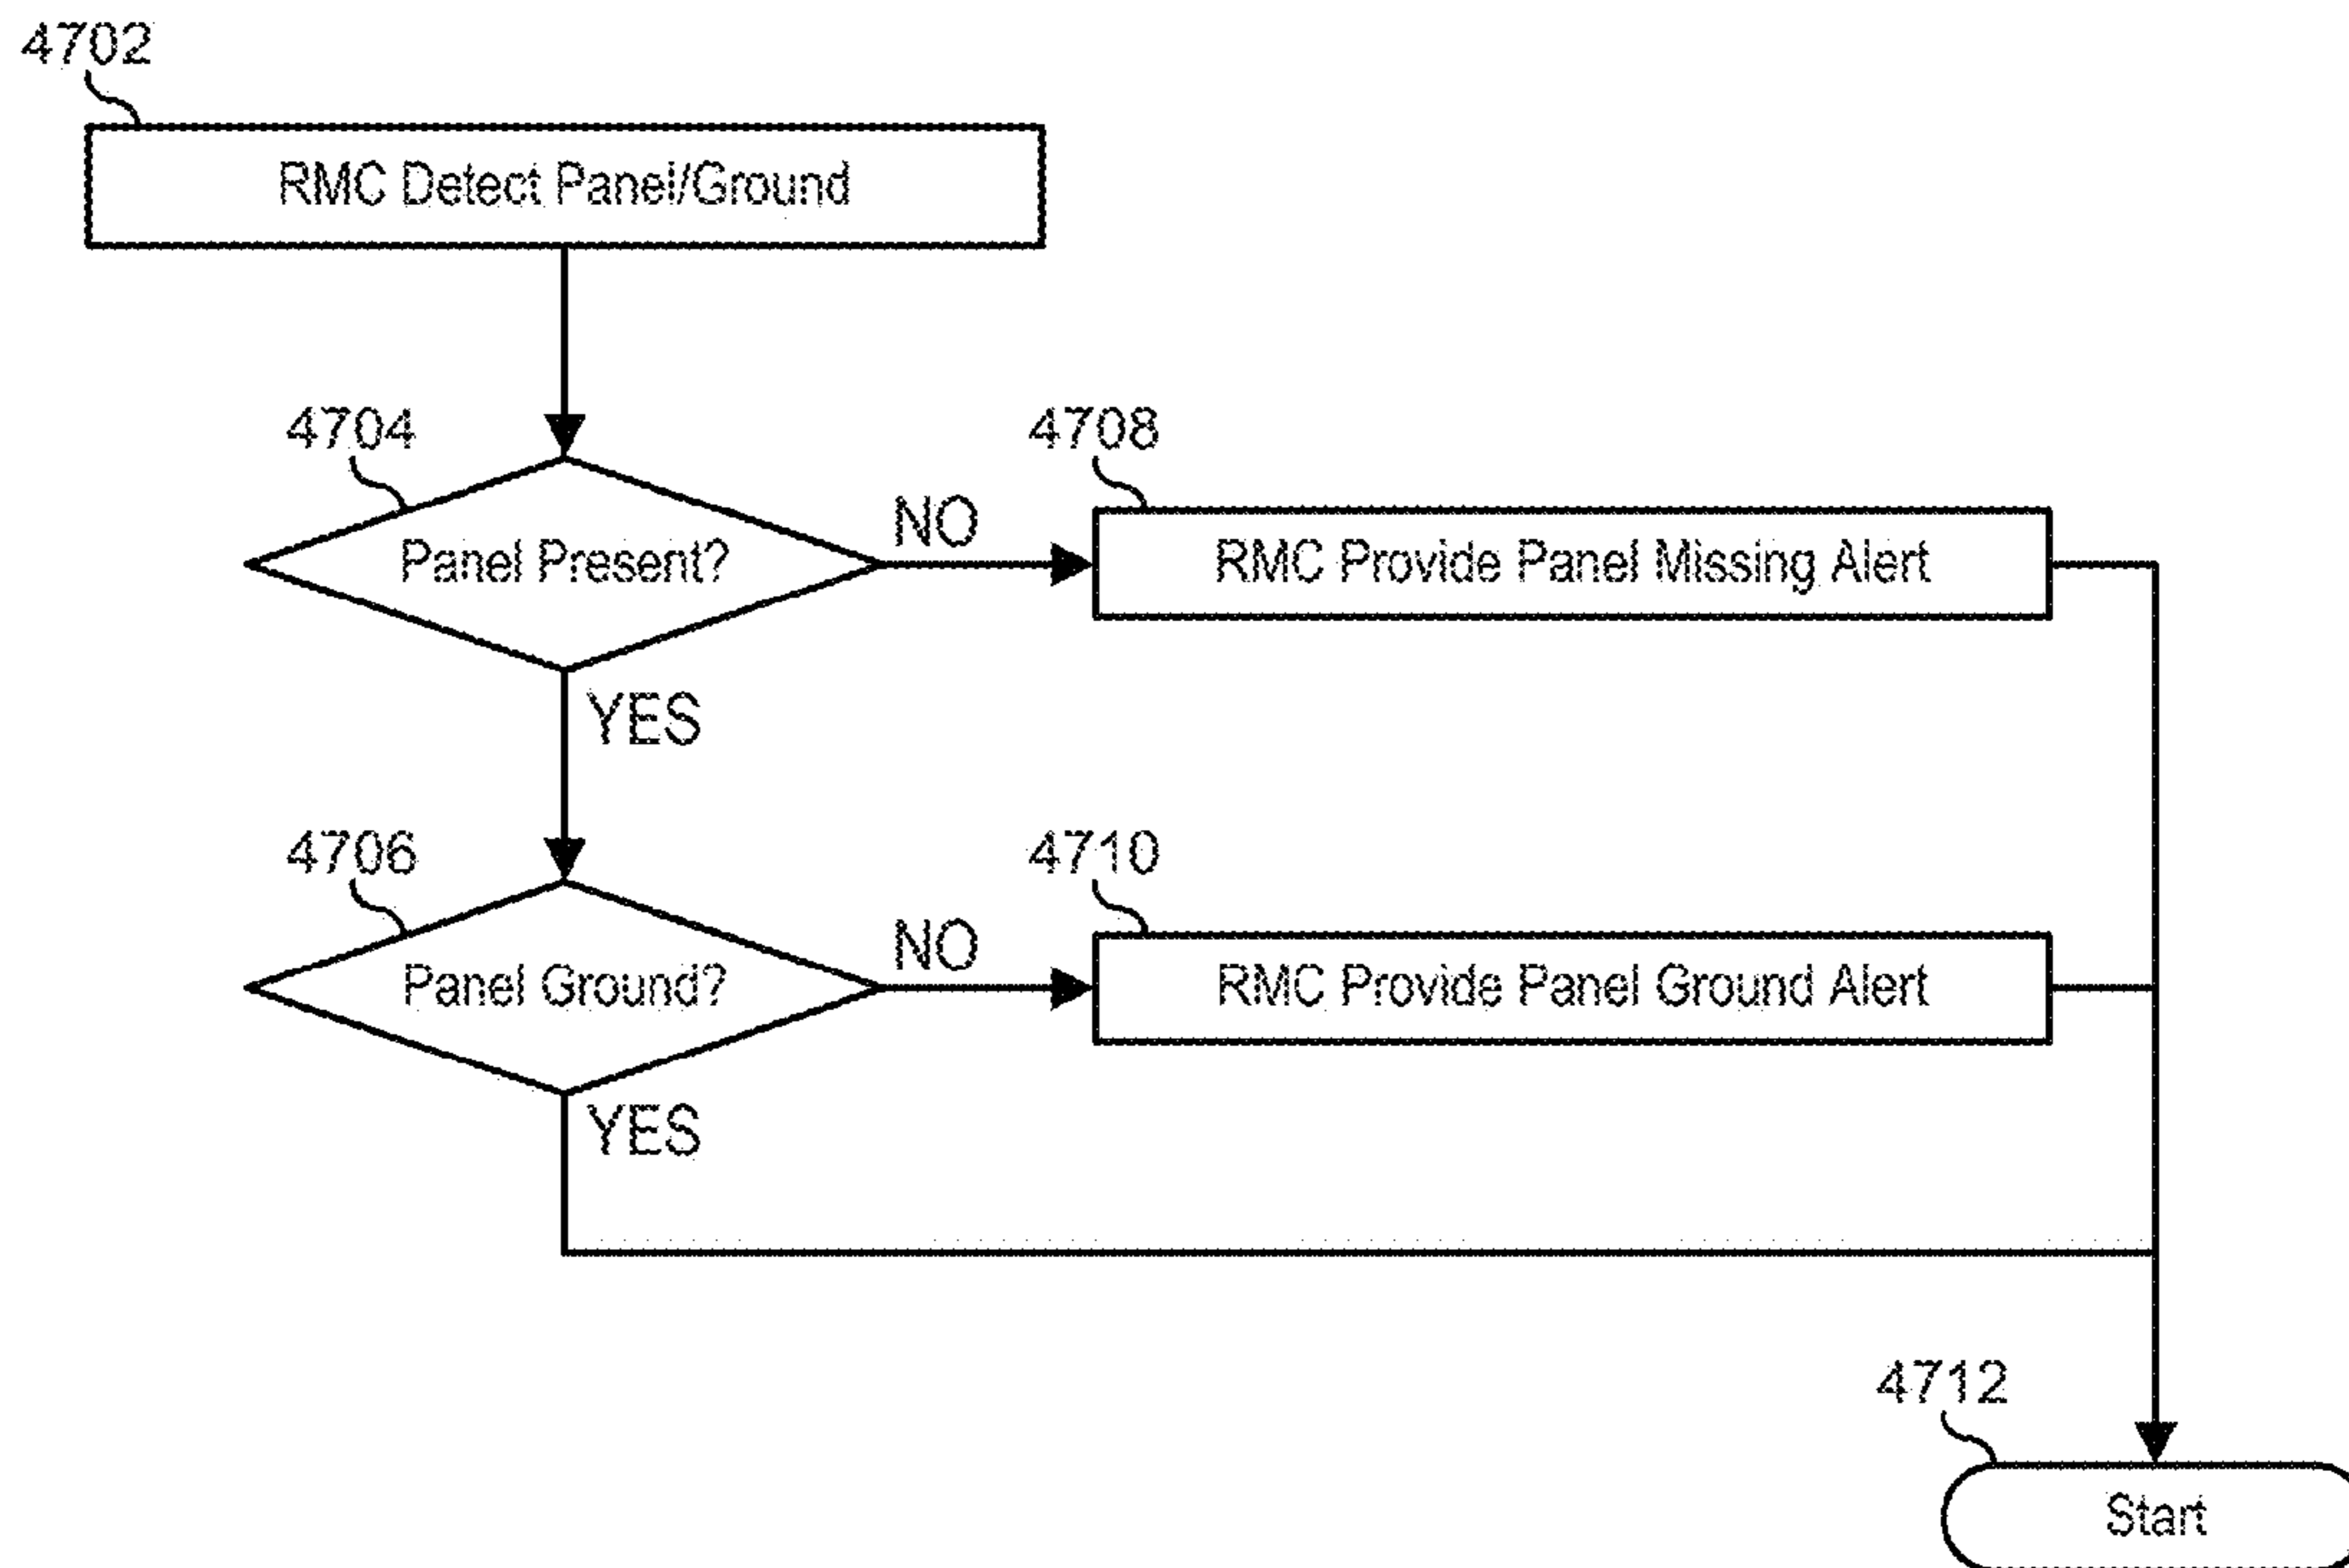 4702
RMC Detect Panel/Ground
4704
4708
Panel Present?
NO
RMC Provide Panel Missing Alert
YES
4706
4710
Panel Ground?
NO
RMC Provide Panel Ground Alert
YES
4712
Start